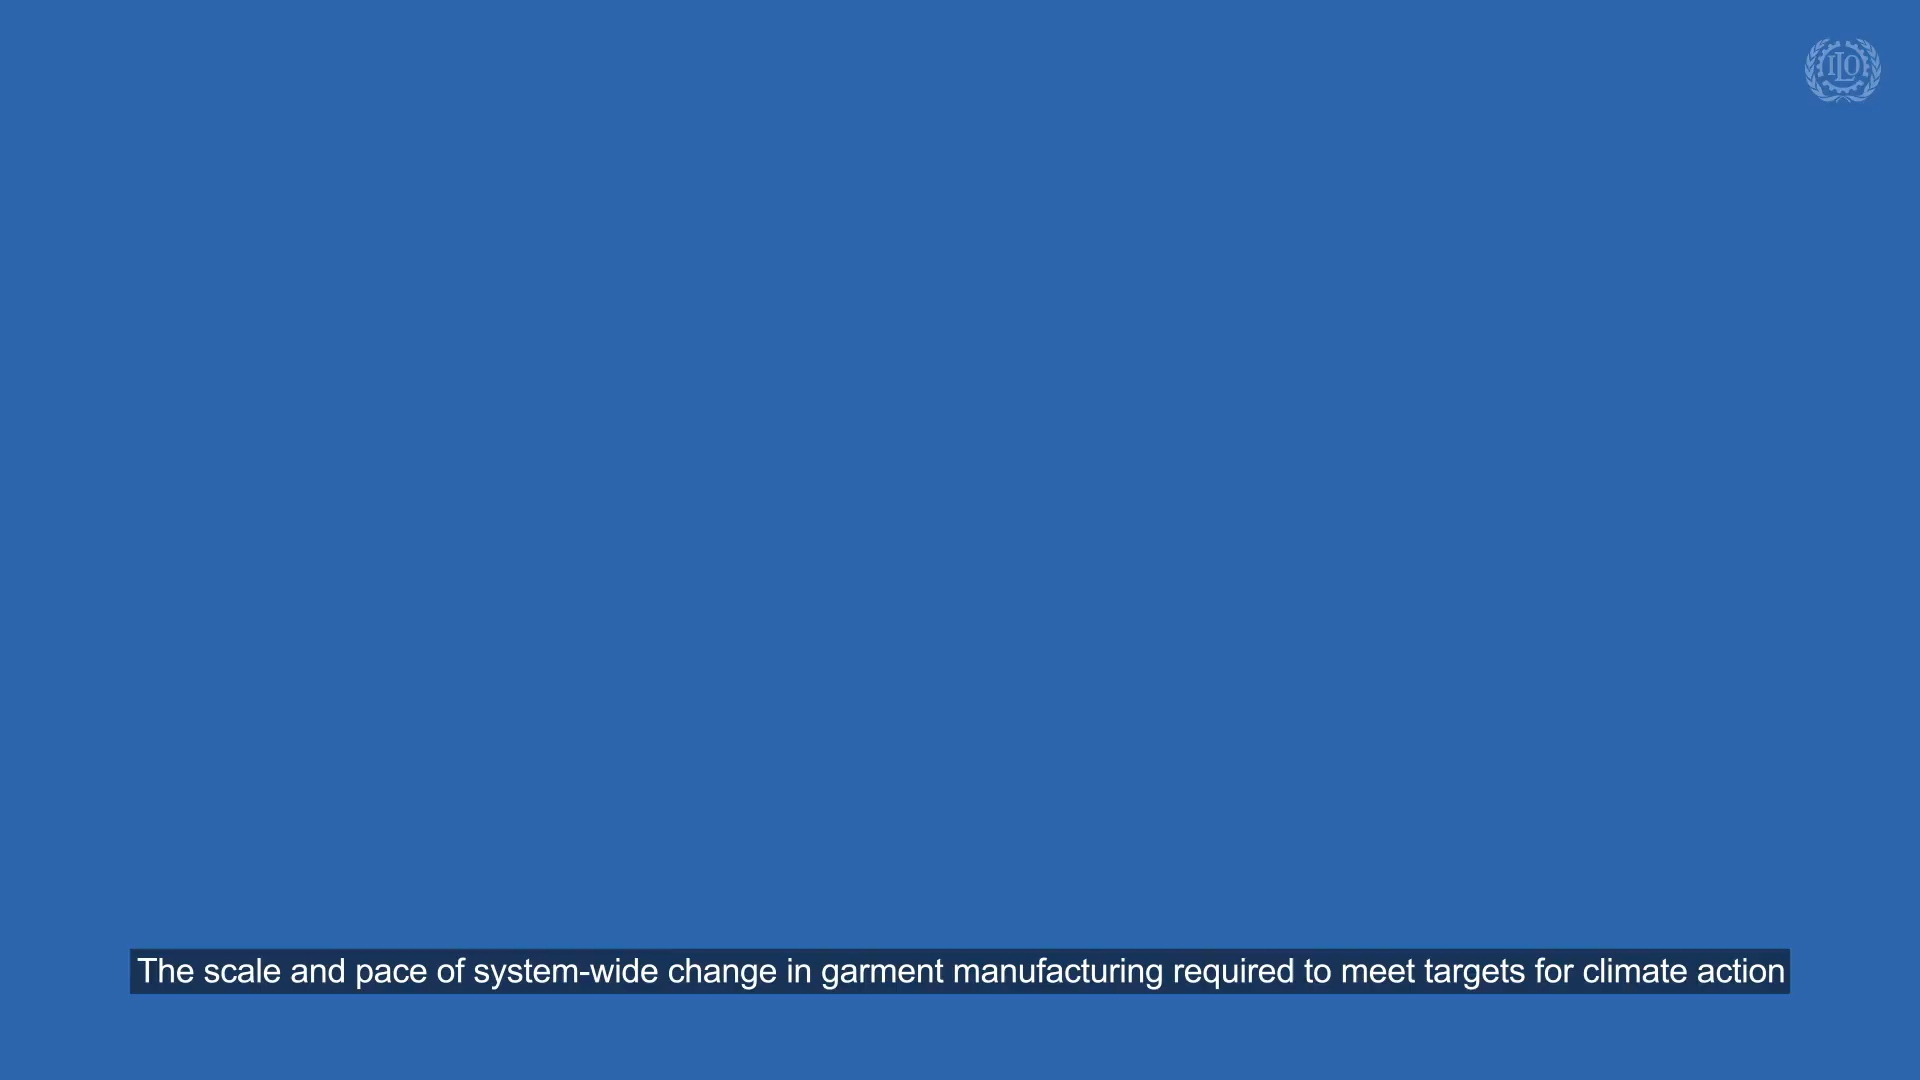 ILO
The scale and pace of system-wide change in garment manufacturing required to meet targets for climate action